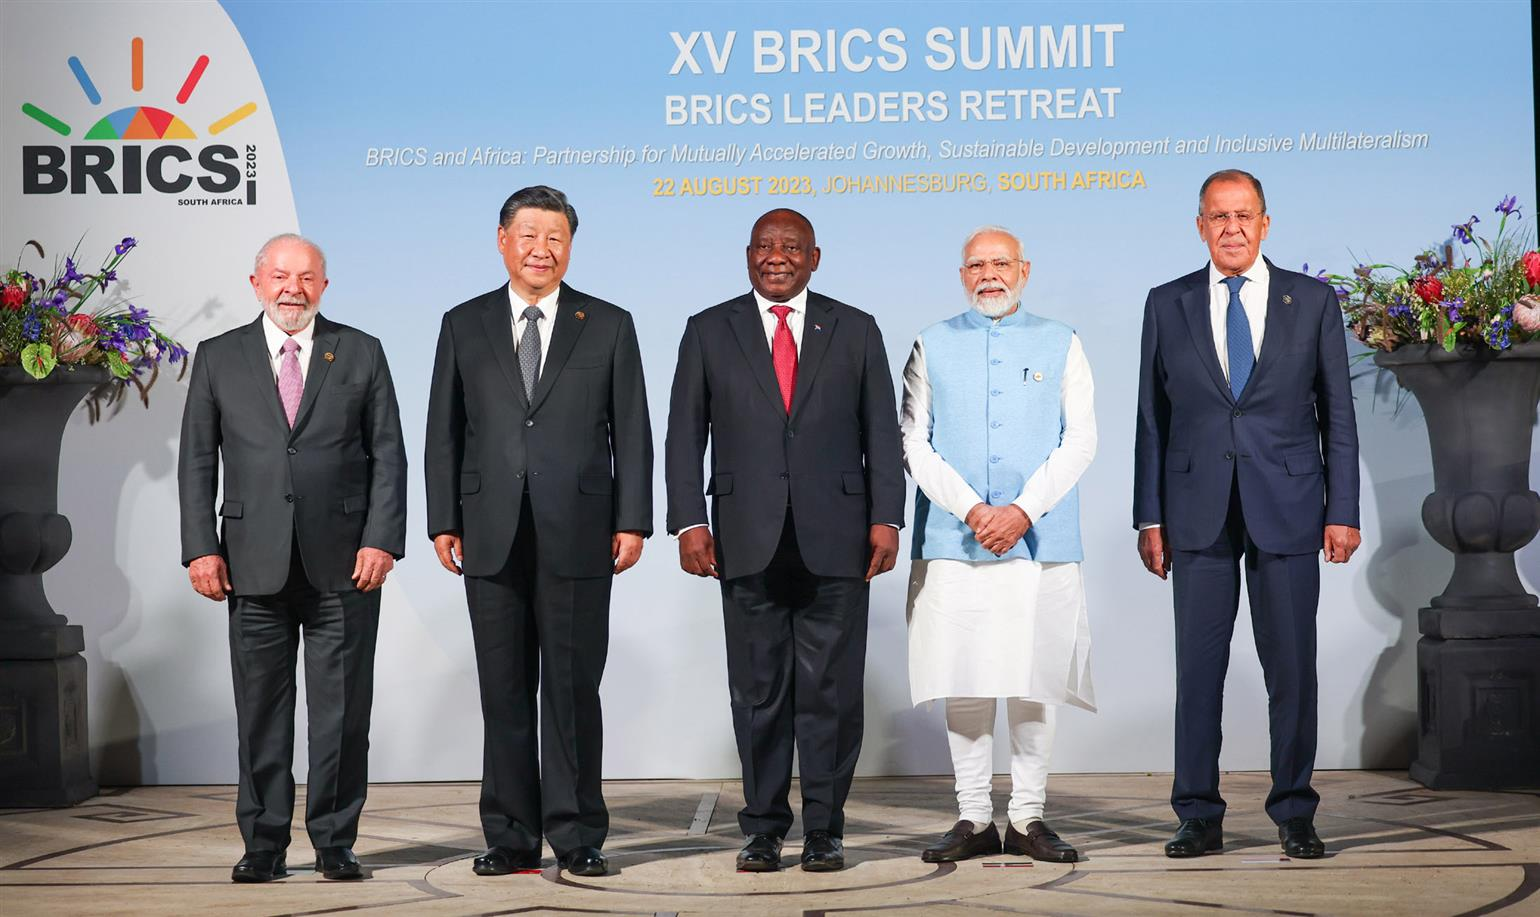 XV BRICS SUMMIT
BRICS LEADERS RETREAT
BRICS and Africa: Partnership for Mutually Accelerated Growth, Sustainable Development and Inclusive Multilateralism
22 AUGUST 2023, JOHANNESBURG, SOUTH AFRICA
BRICS
2023
SOUTH AFRICA